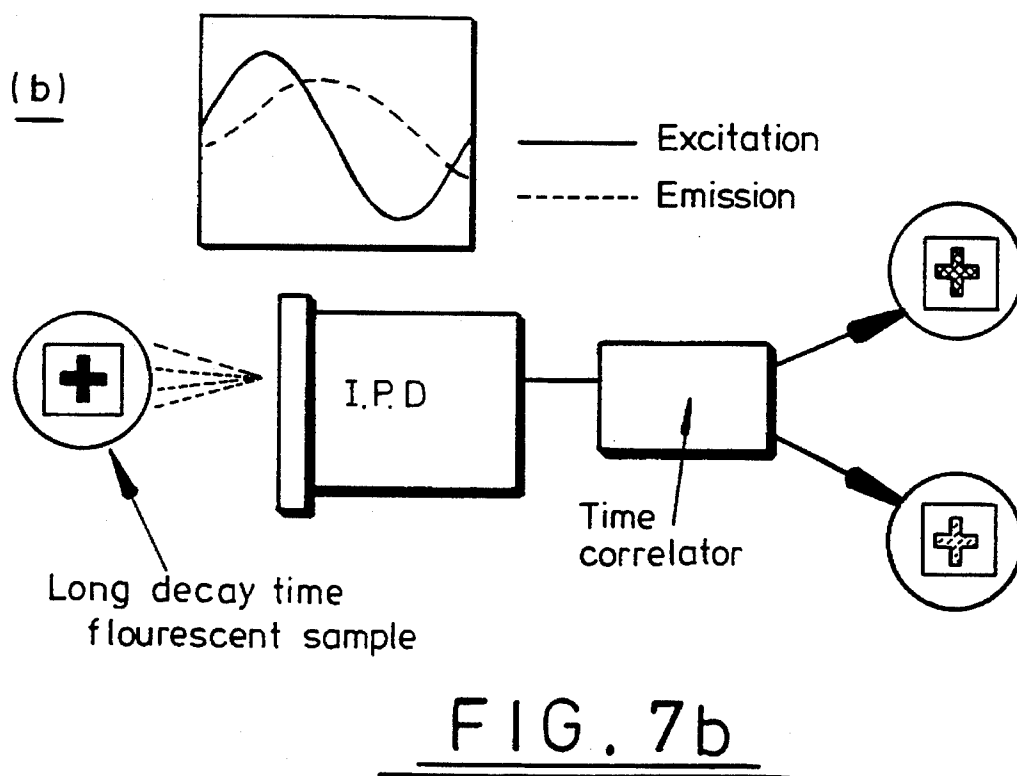 (b)
Excitation
Emission
I.P.D
Time
correlator
Long decay time
flourescent sample
FIG. 7b